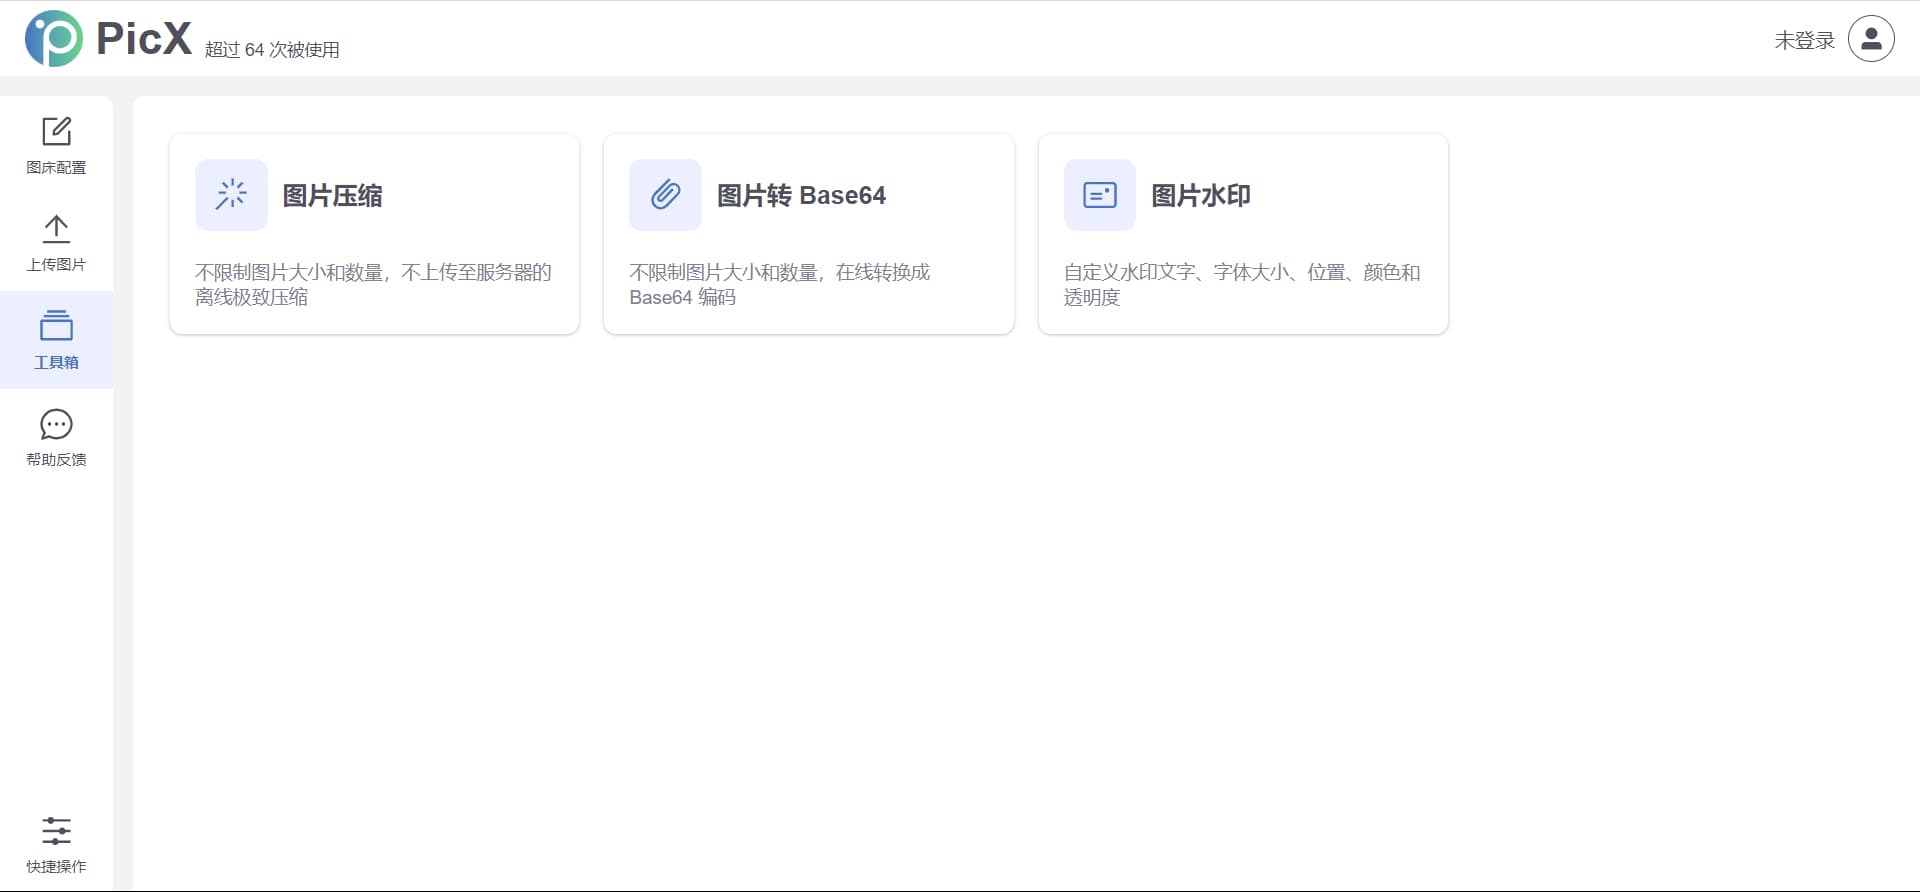 PicX 超过 64 次被使用
未登录
图床配置
上传图片
工具箱
帮助反馈
快捷操作
图片压缩
不限制图片大小和数量，不上传至服务器的
离线极致压缩
图片转 Base64
不限制图片大小和数量，在线转换成
Base64 编码
图片水印
自定义水印文字、字体大小、位置、颜色和
透明度